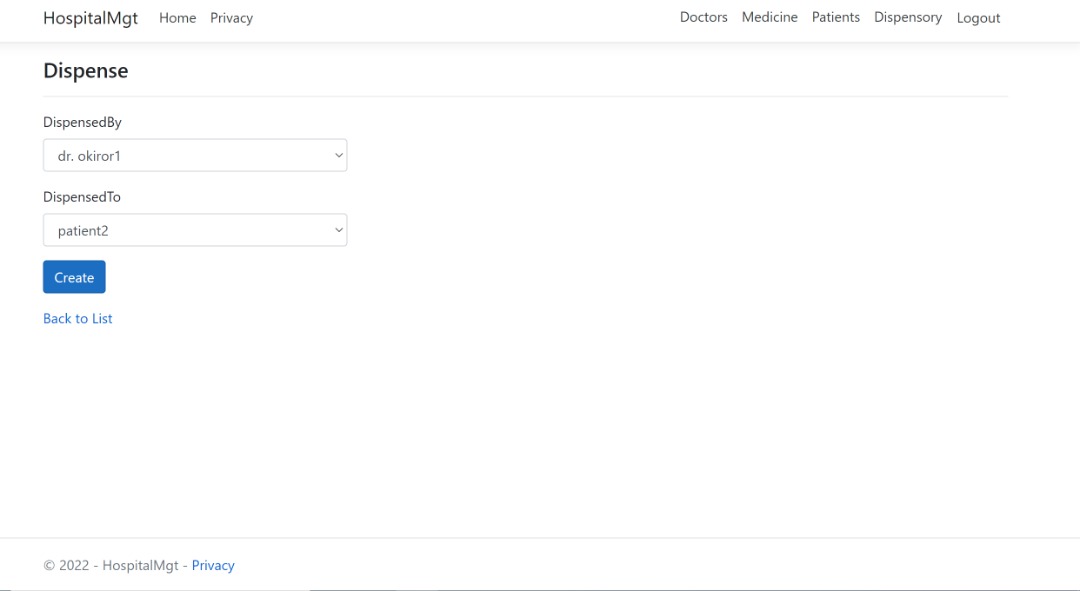 HospitalMgt Home Privacy Doctors Medicine Patients Dispensory Logout
Dispense
DispensedBy
dr. okiror1
DispensedTo
patient2
Create
Back to List
© 2022 - HospitalMgt - Privacy